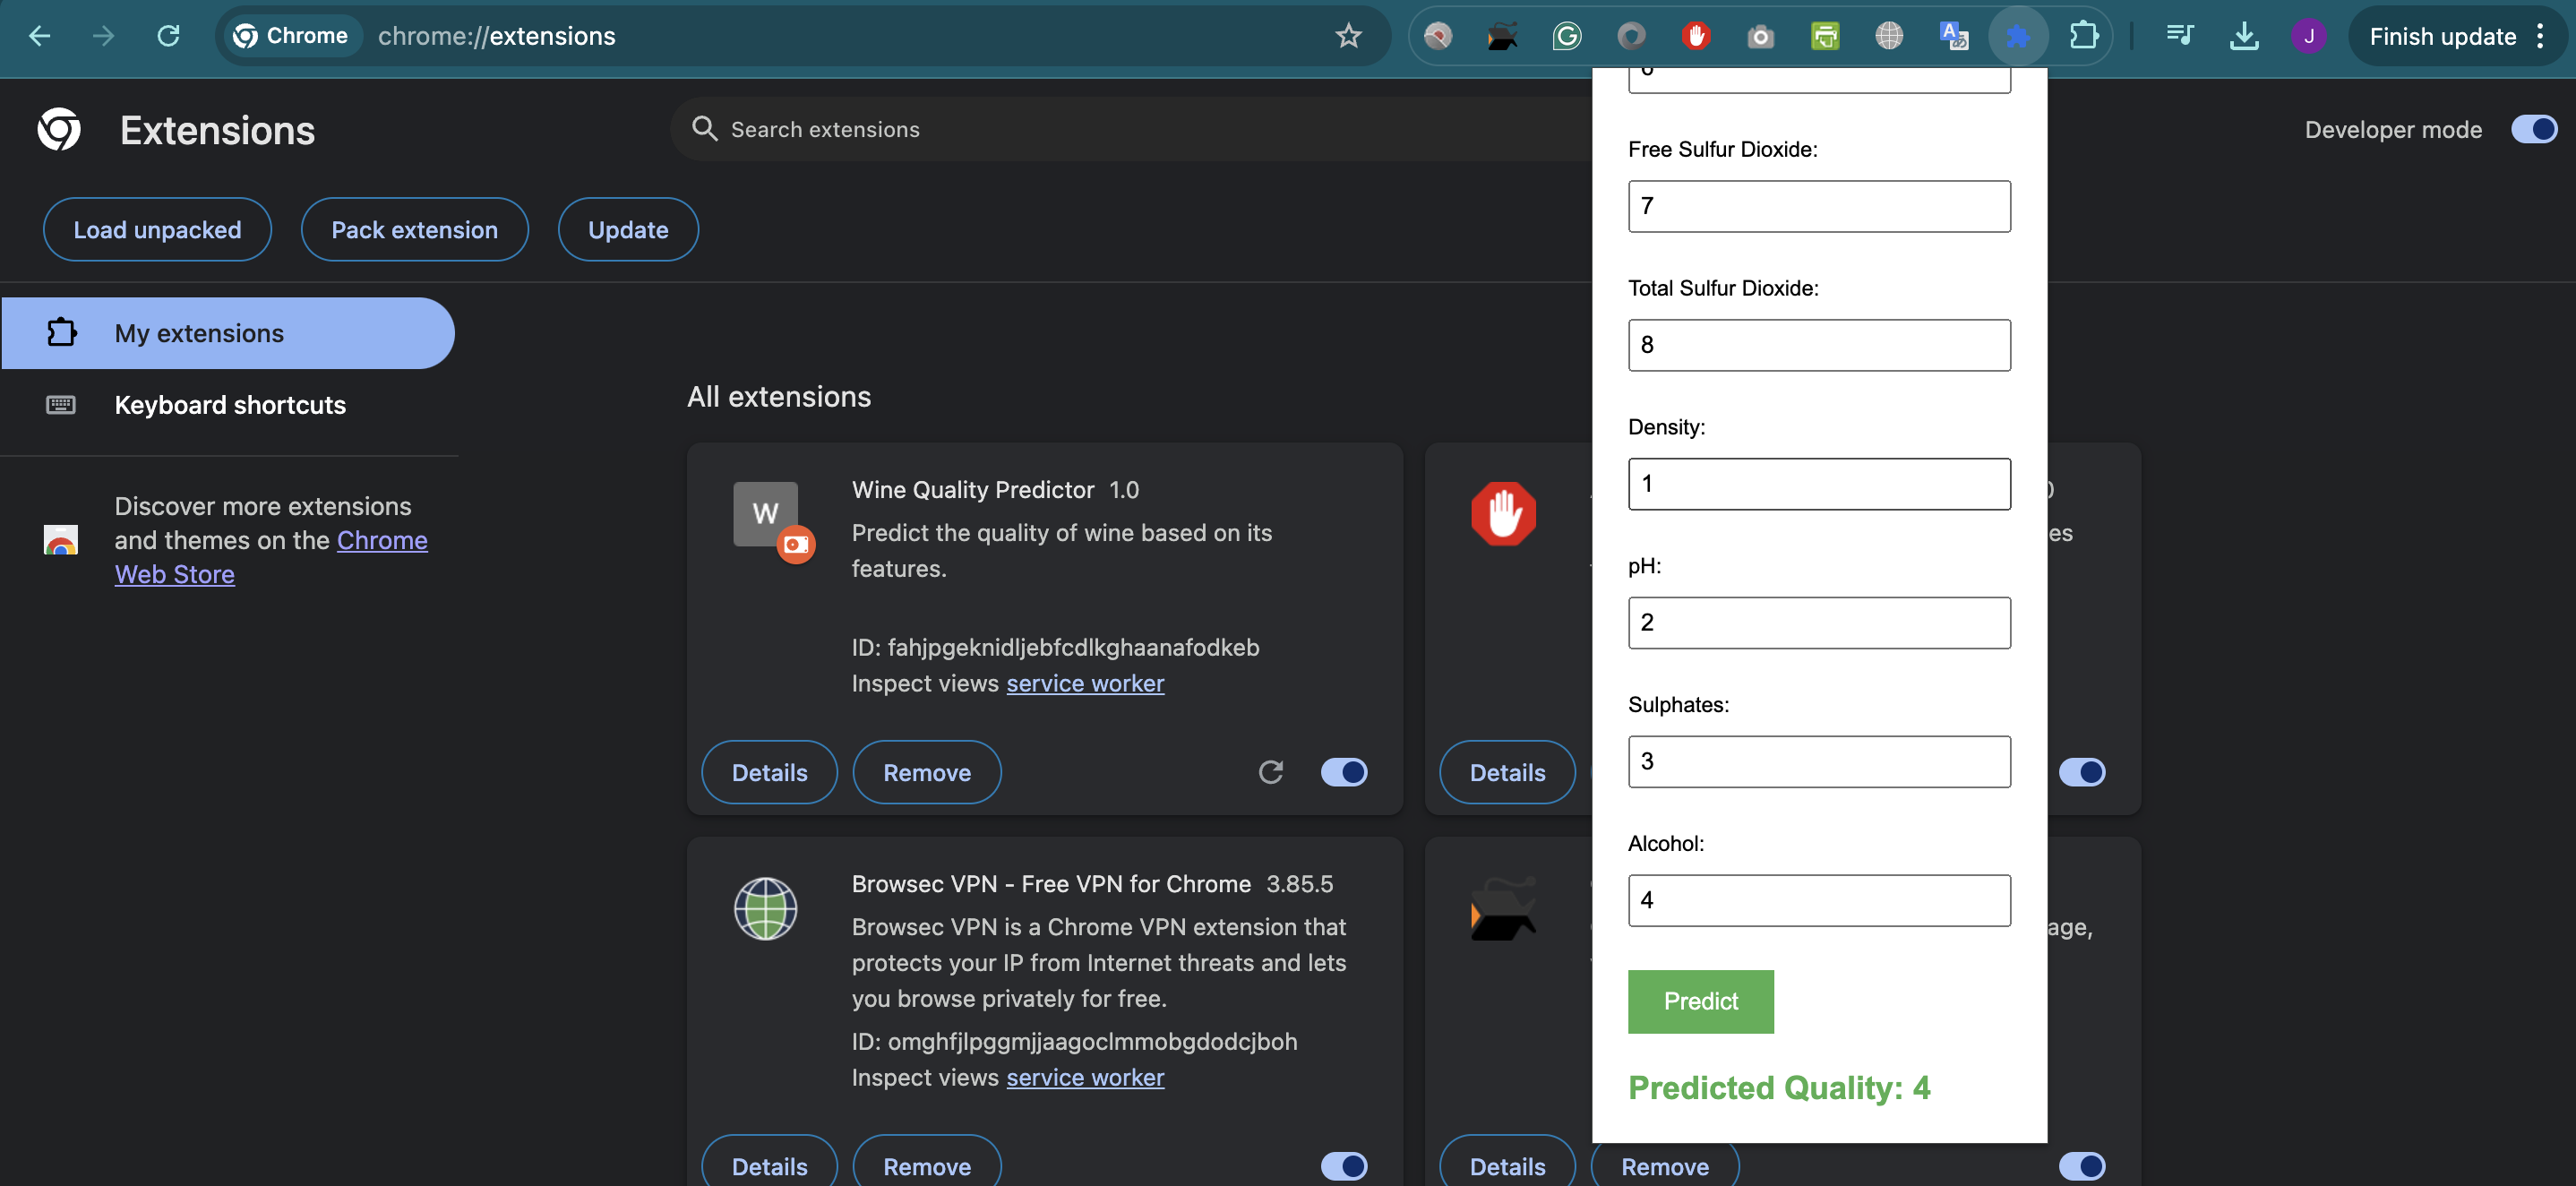 Chrome
chrome://extensions
J
Finish update
Extensions
Search extensions
Developer mode
Load unpacked
Pack extension
Update
My extensions
Keyboard shortcuts
Discover more extensions
and themes on the Chrome
Web Store
All extensions
W
Wine Quality Predictor 1.0
Predict the quality of wine based on its
features.
ID: fahjpgeknidljebfcdlkghaanafodkeb
Inspect views service worker
Details
Remove
Details
es
Browsec VPN - Free VPN for Chrome 3.85.5
Browsec VPN is a Chrome VPN extension that
protects your IP from Internet threats and lets
you browse privately for free.
ID: omghfjlpggmjjaagoclmmobgdodcjboh
Inspect views service worker
Details
Remove
age,
Details
Remove
Free Sulfur Dioxide:
7
Total Sulfur Dioxide:
8
Density:
1
pH:
2
Sulphates:
3
Alcohol:
4
Predict
Predicted Quality: 4